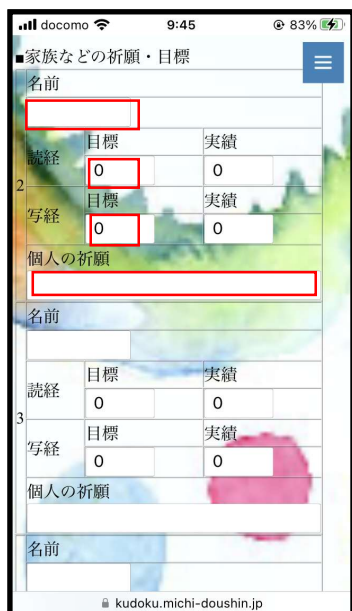 docomo 9:45 83%
■家族などの祈願・目標
名前
目標 実績
読経 0 0
2
目標 実績
写経 0 0
個人の祈願
名前
目標 実績
読経 0 0
3
目標 実績
写経 0 0
個人の祈願
名前
kudoku.michi-doushin.jp